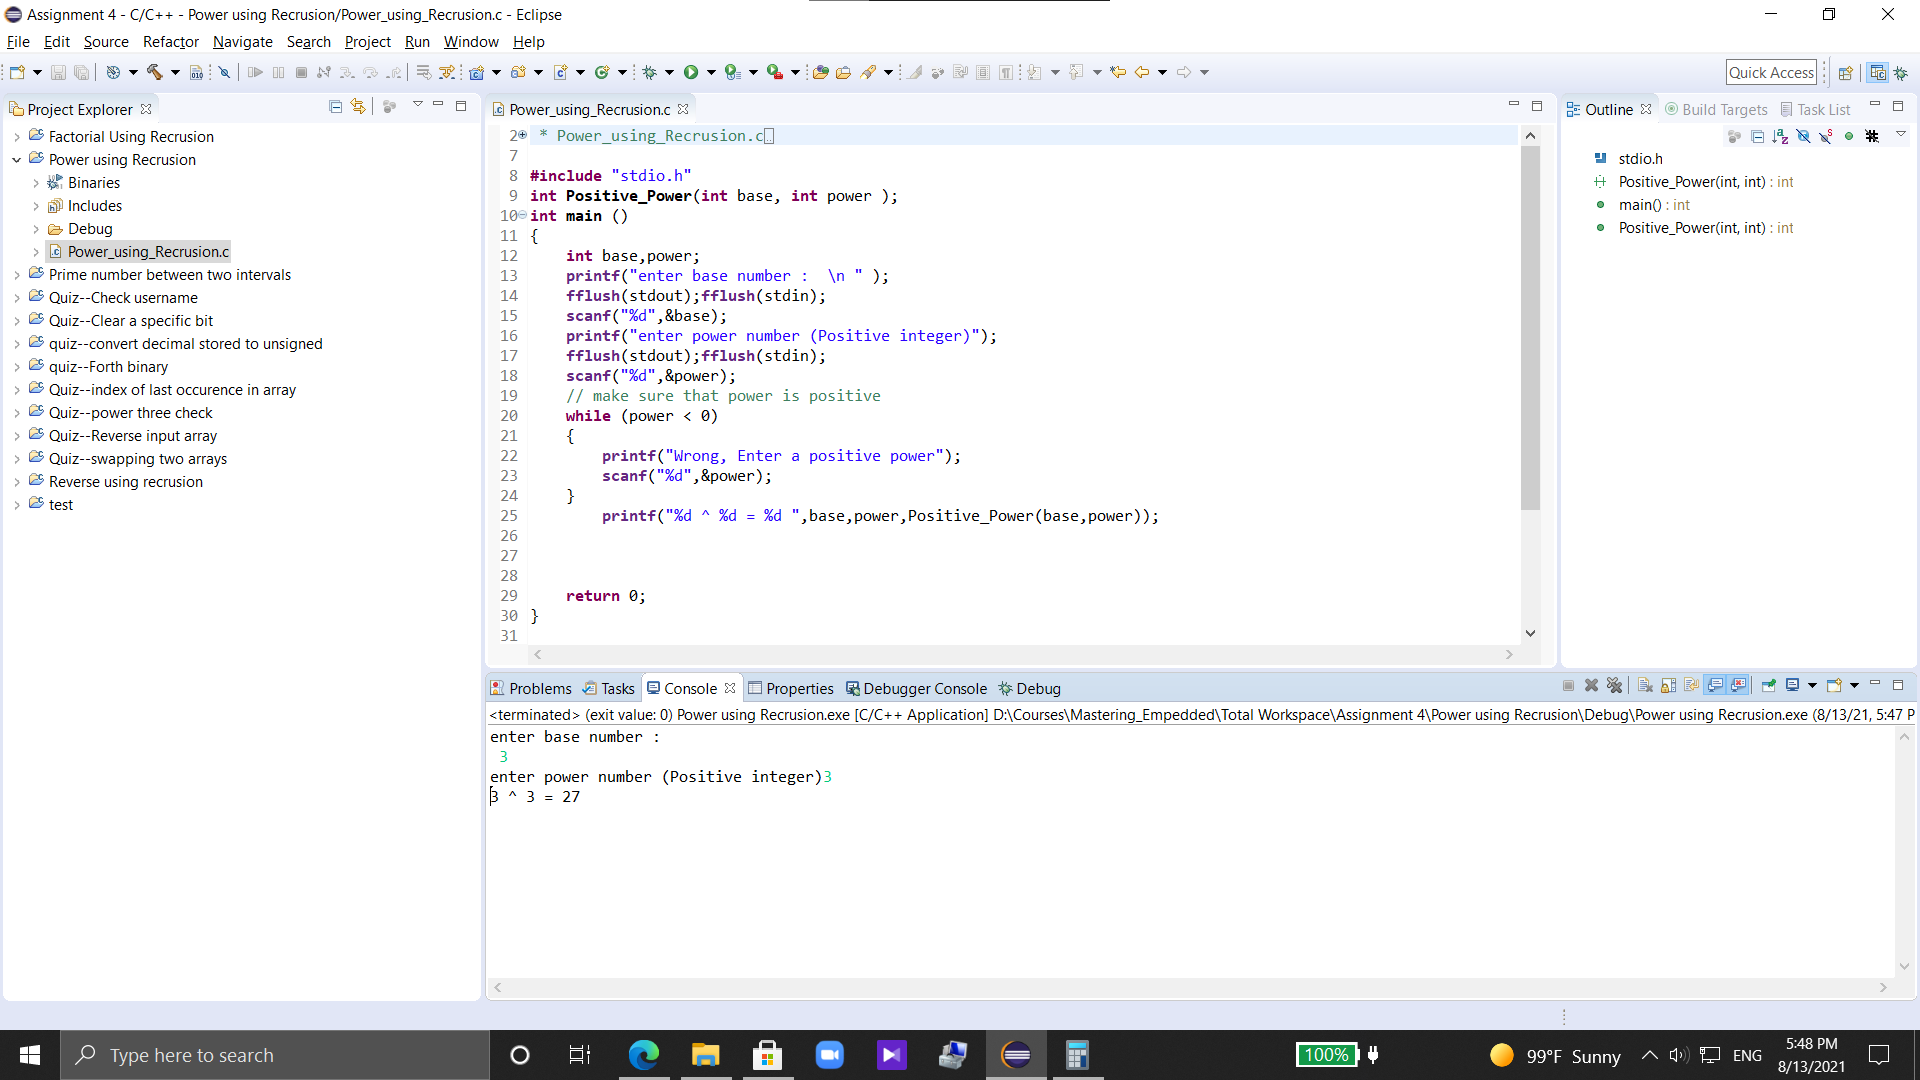 Assignment 4 - C/C++ - Power using Recrusion/Power_using_Recrusion.c - Eclipse
File Edit Source Refactor Navigate Search Project Run Window Help
Quick Access
Project Explorer
Factorial Using Recrusion
Power using Recrusion
Binaries
Includes
Debug
Power_using_Recrusion.c
Prime number between two intervals
Quiz--Check username
Quiz--Clear a specific bit
quiz--convert decimal stored to unsigned
quiz--Forth binary
Quiz--index of last occurence in array
Quiz--power three check
Quiz--Reverse input array
Quiz--swapping two arrays
Reverse using recrusion
test
Power_using_Recrusion.c
2 * Power_using_Recrusion.c
7
8 #include "stdio.h"
9 int Positive_Power(int base, int power );
10 int main ()
11 {
12 int base,power;
13 printf("enter base number :  \n " );
14 fflush(stdout);fflush(stdin);
15 scanf("%d",&base);
16 printf("enter power number (Positive integer)");
17 fflush(stdout);fflush(stdin);
18 scanf("%d",&power);
19 // make sure that power is positive
20 while (power < 0)
21 {
22 printf("Wrong, Enter a positive power");
23 scanf("%d",&power);
24 }
25 printf("%d ^ %d = %d ",base,power,Positive_Power(base,power));
26
27
28
29 return 0;
30 }
31
Outline Build Targets Task List
stdio.h
Positive_Power(int, int) : int
main() : int
Positive_Power(int, int) : int
Problems Tasks Console Properties Debugger Console Debug
<terminated> (exit value: 0) Power using Recrusion.exe [C/C++ Application] D:\Courses\Mastering_Empedded\Total Workspace\Assignment 4\Power using Recrusion\Debug\Power using Recrusion.exe (8/13/21, 5:47 P
enter base number :
3
enter power number (Positive integer)3
3 ^ 3 = 27
Type here to search
100%
99°F Sunny
ENG
5:48 PM
8/13/2021